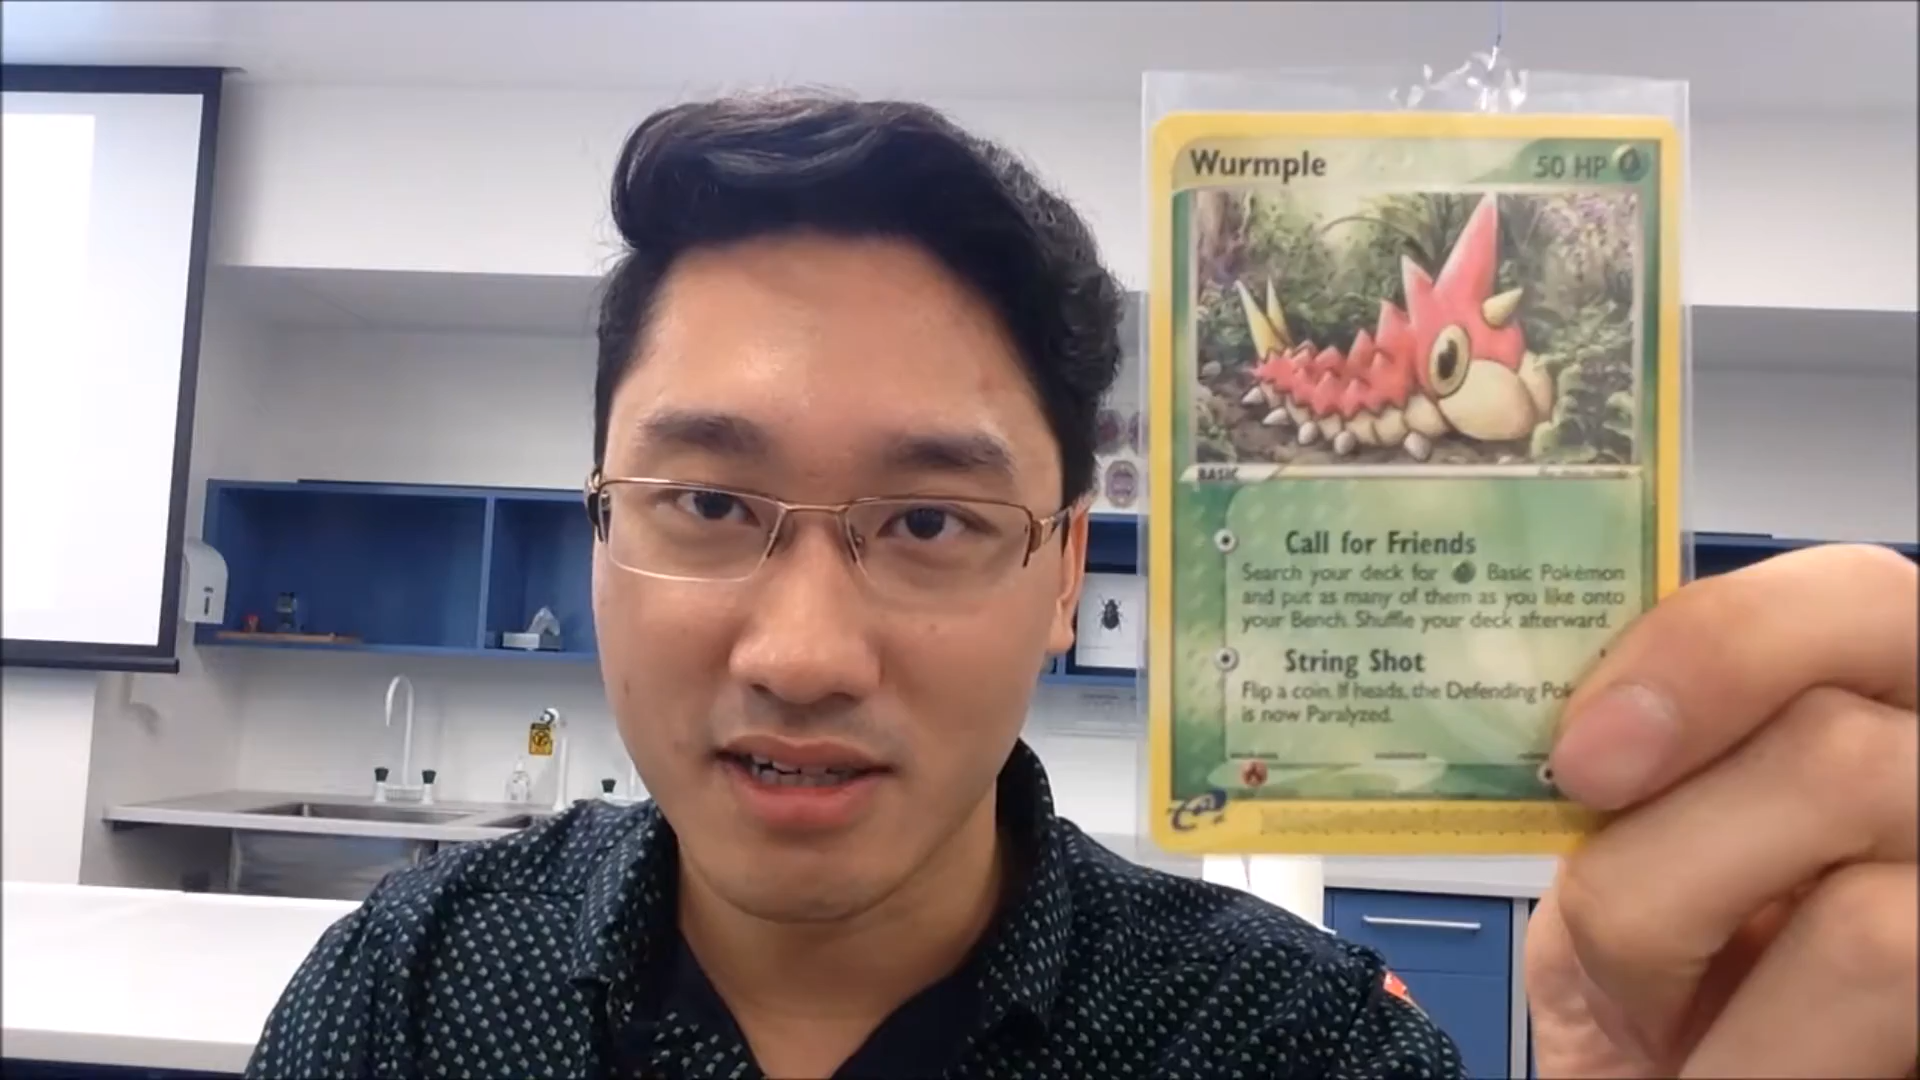 Wurmple
50 HP
BASIC
Call for Friends
Search your deck for Basic Pokémon
and put as many of them as you like onto
your Bench. Shuffle your deck afterward.
String Shot
Flip a coin. If heads, the Defending Pok
is now Paralyzed.